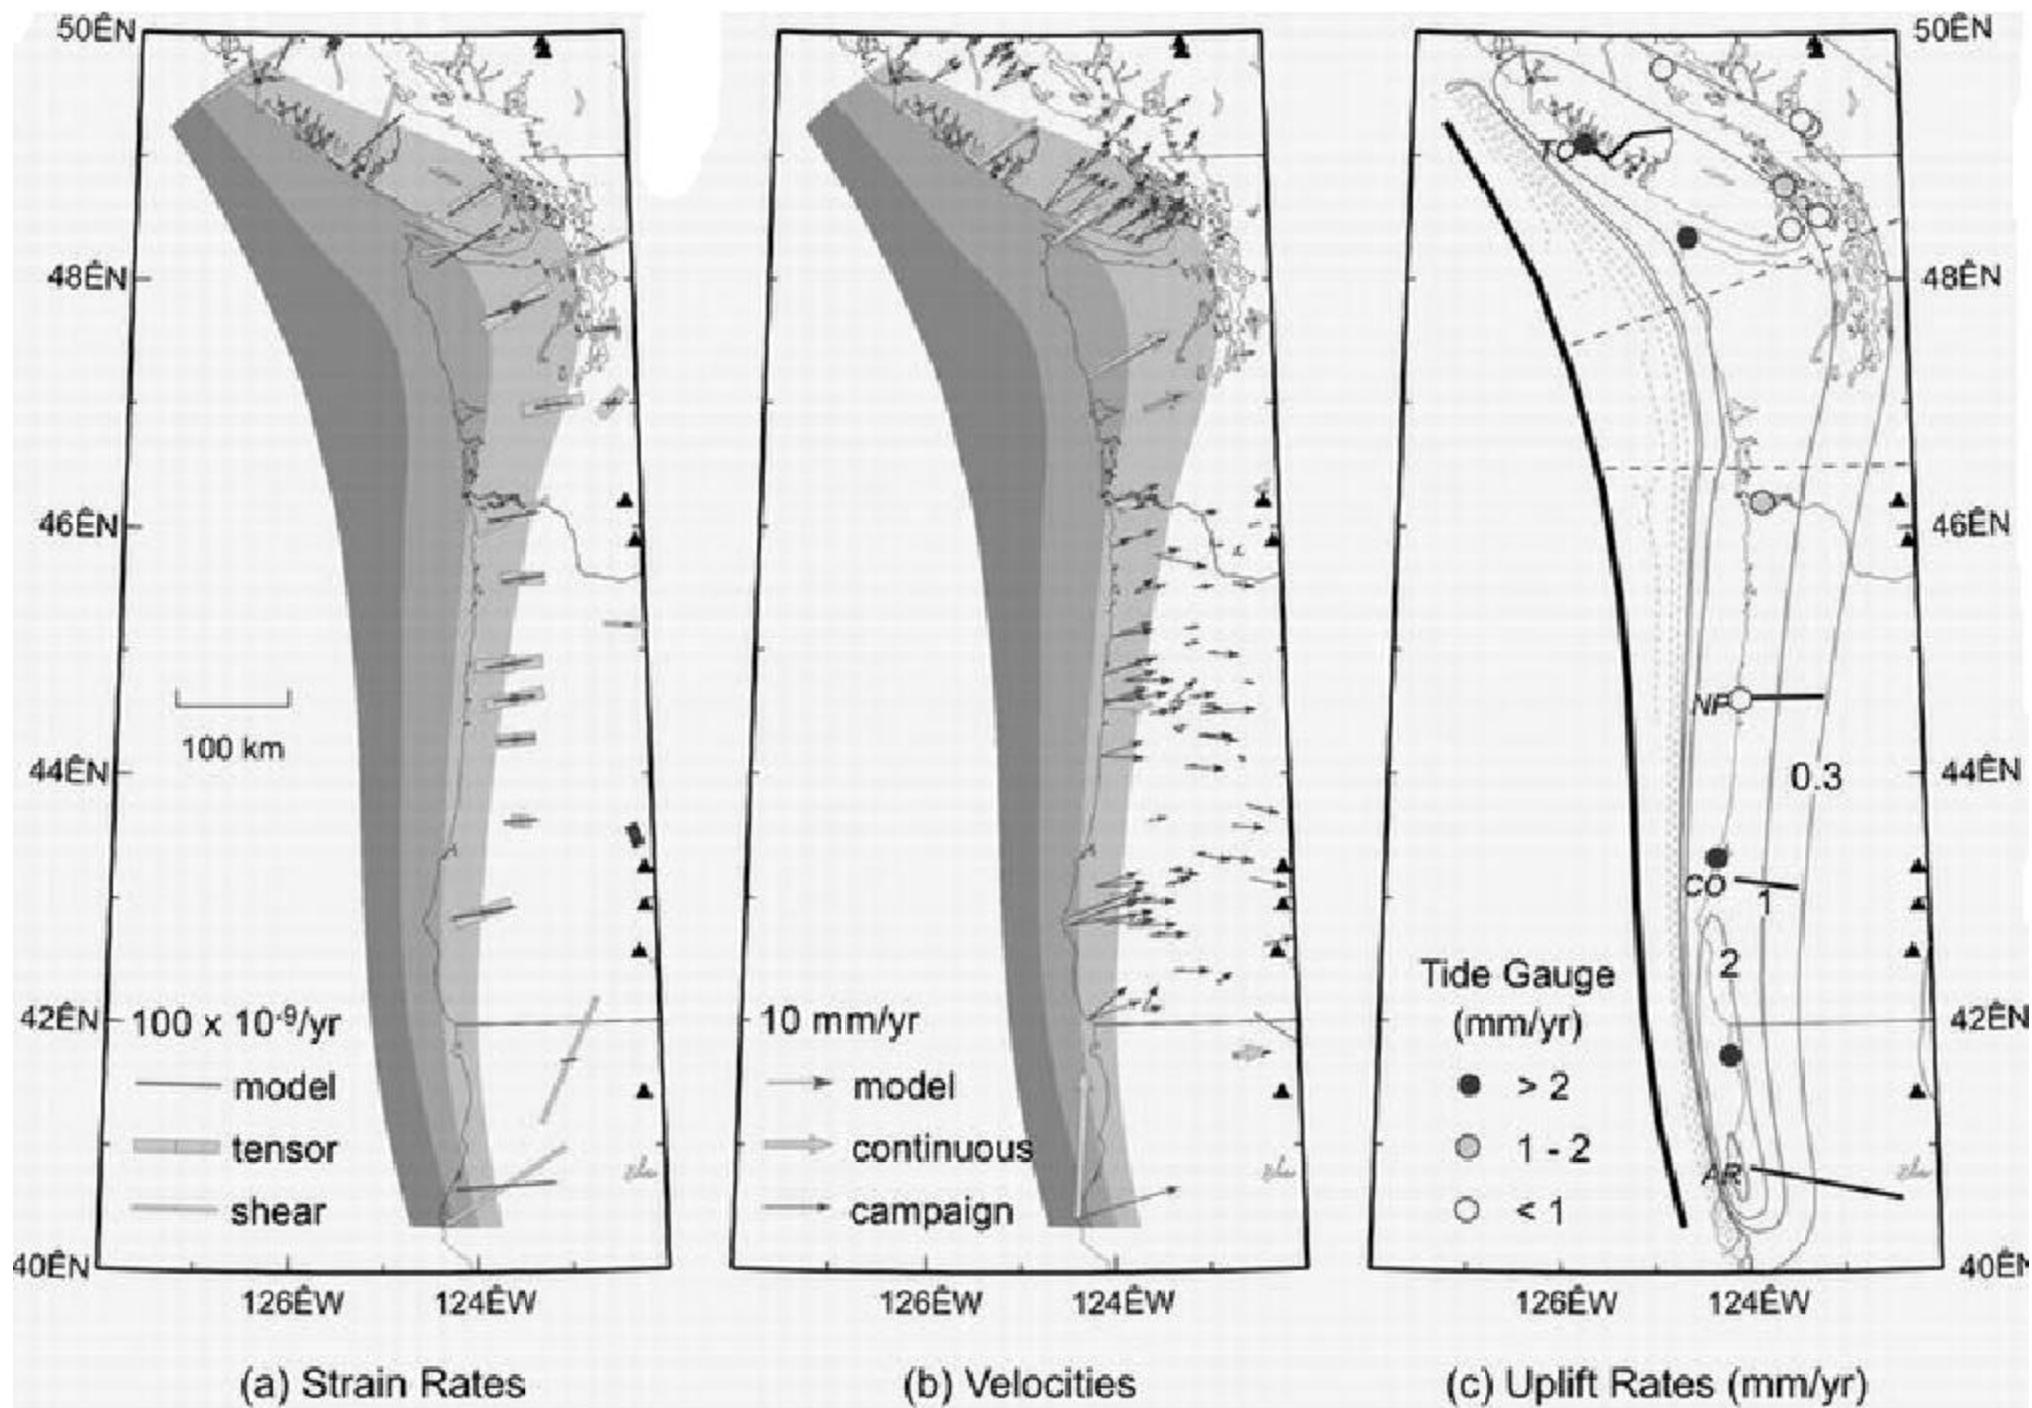 50ÊN
48ÊN
46ÊN
44ÊN
42ÊN
40ÊN
100 km
100 x 10⁻⁹/yr
model
tensor
shear
126ÊW
124ÊW
(a) Strain Rates
10 mm/yr
model
continuous
campaign
126ÊW
124ÊW
(b) Velocities
TO
NP
0.3
CO
1
2
AR
Tide Gauge
(mm/yr)
> 2
1 - 2
< 1
50ÊN
48ÊN
46ÊN
44ÊN
42ÊN
40ÊN
126ÊW
124ÊW
(c) Uplift Rates (mm/yr)